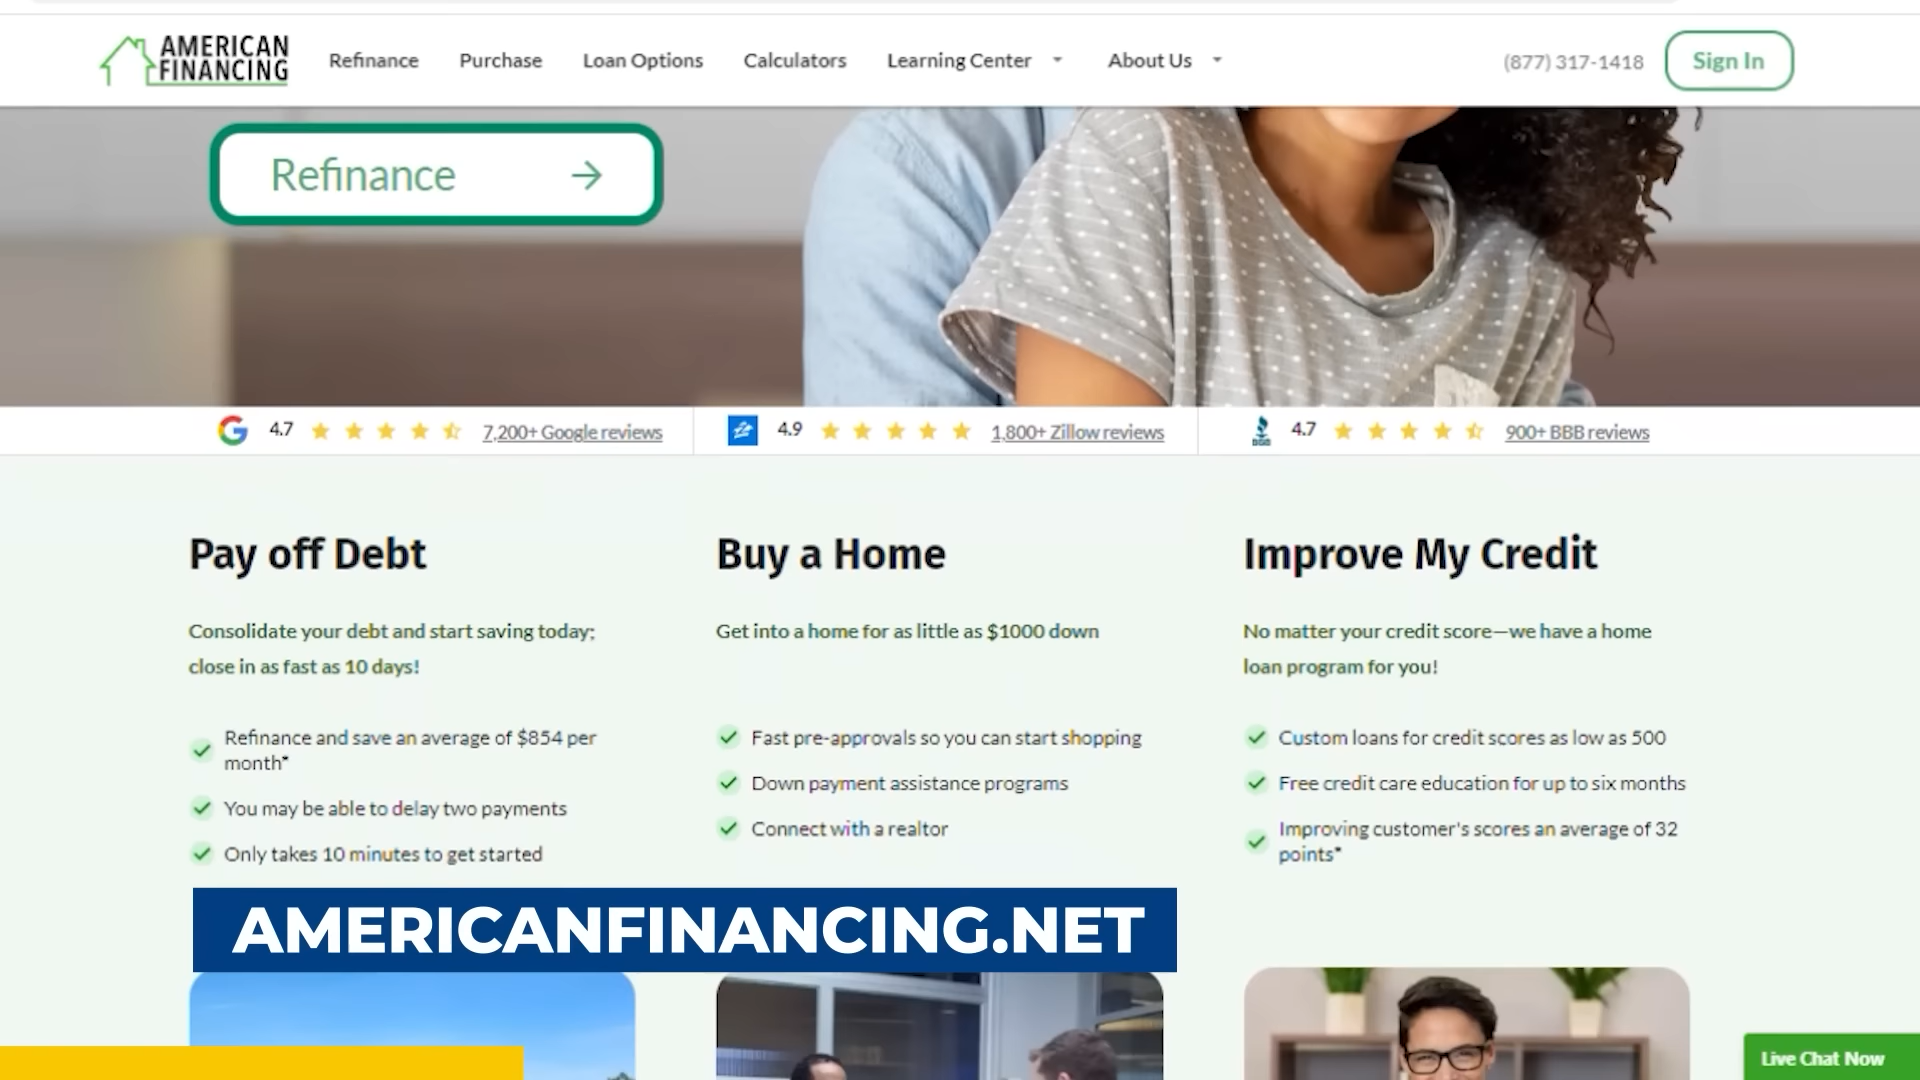 AMERICAN
FINANCING
Refinance
Purchase
Loan Options
Calculators
Learning Center
About Us
(877) 317-1418
Sign In
Refinance
4.7
7,200+ Google reviews
4.9
1,800+ Zillow reviews
BBB
4.7
900+ BBB reviews
Pay off Debt
Consolidate your debt and start saving today;
close in as fast as 10 days!
Refinance and save an average of $854 per
month*
You may be able to delay two payments
Only takes 10 minutes to get started
Buy a Home
Get into a home for as little as $1000 down
Fast pre-approvals so you can start shopping
Down payment assistance programs
Connect with a realtor
Improve My Credit
No matter your credit score—we have a home
loan program for you!
Custom loans for credit scores as low as 500
Free credit care education for up to six months
Improving customer's scores an average of 32
points*
AMERICANFINANCING.NET
Live Chat Now